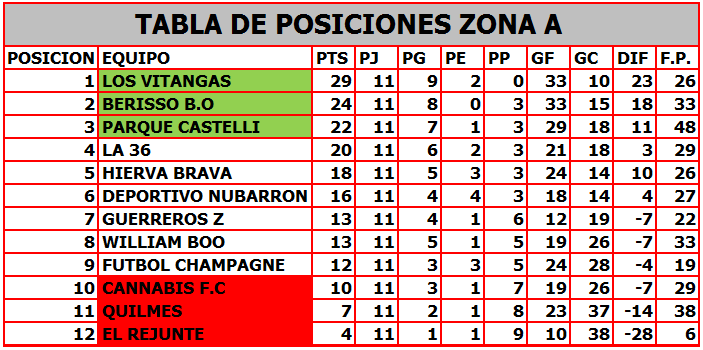 TABLA DE POSICIONES ZONA A
POSICION EQUIPO PTS PJ PG PE PP GF GC DIF F.P.
1 LOS VITANGAS 29 11 9 2 0 33 10 23 26
2 BERISSO B.O 24 11 8 0 3 33 15 18 33
3 PARQUE CASTELLI 22 11 7 1 3 29 18 11 48
4 LA 36 20 11 6 2 3 21 18 3 29
5 HIERVA BRAVA 18 11 5 3 3 24 14 10 26
6 DEPORTIVO NUBARRON 16 11 4 4 3 18 14 4 27
7 GUERREROS Z 13 11 4 1 6 12 19 -7 22
8 WILLIAM BOO 13 11 5 1 5 19 26 -7 33
9 FUTBOL CHAMPAGNE 12 11 3 3 5 24 28 -4 19
10 CANNABIS F.C 10 11 3 1 7 19 26 -7 29
11 QUILMES 7 11 2 1 8 23 37 -14 38
12 EL REJUNTE 4 11 1 1 9 10 38 -28 6